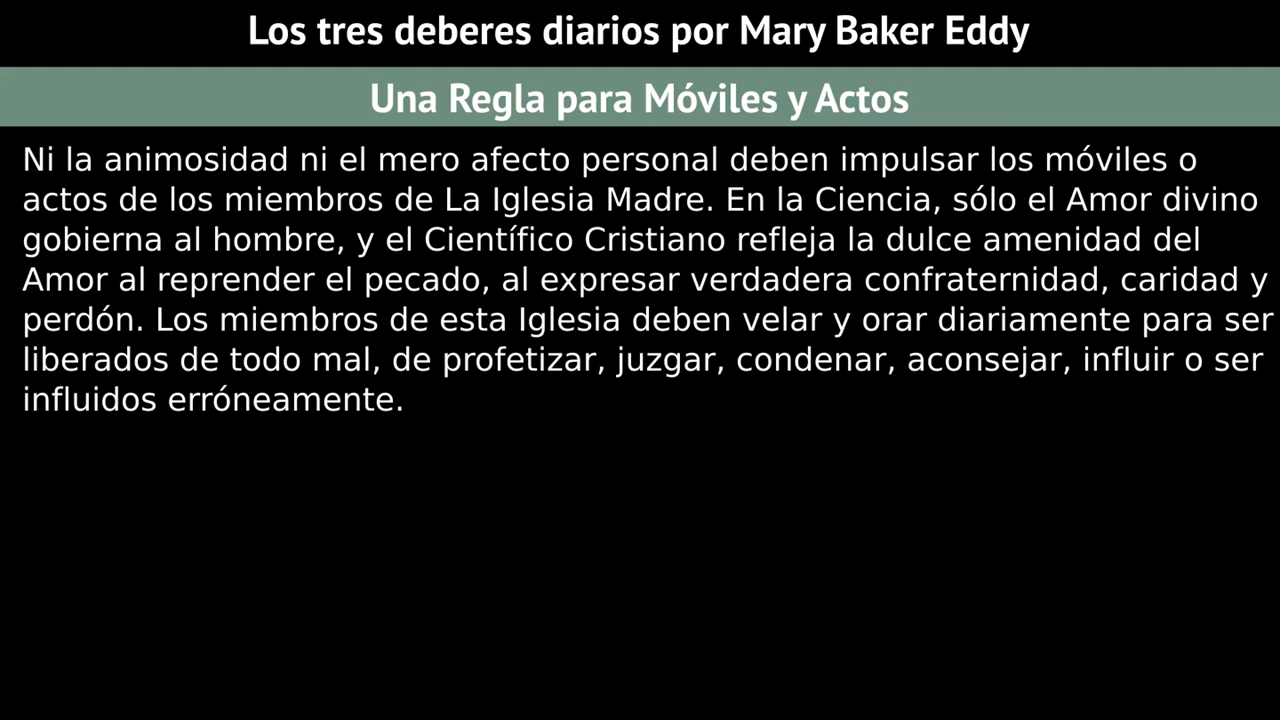 Los tres deberes diarios por Mary Baker Eddy
Una Regla para Móviles y Actos
Ni la animosidad ni el mero afecto personal deben impulsar los móviles o
actos de los miembros de La Iglesia Madre. En la Ciencia, sólo el Amor divino
gobierna al hombre, y el Científico Cristiano refleja la dulce amenidad del
Amor al reprender el pecado, al expresar verdadera confraternidad, caridad y
perdón. Los miembros de esta Iglesia deben velar y orar diariamente para ser
liberados de todo mal, de profetizar, juzgar, condenar, aconsejar, influir o ser
influidos erróneamente.